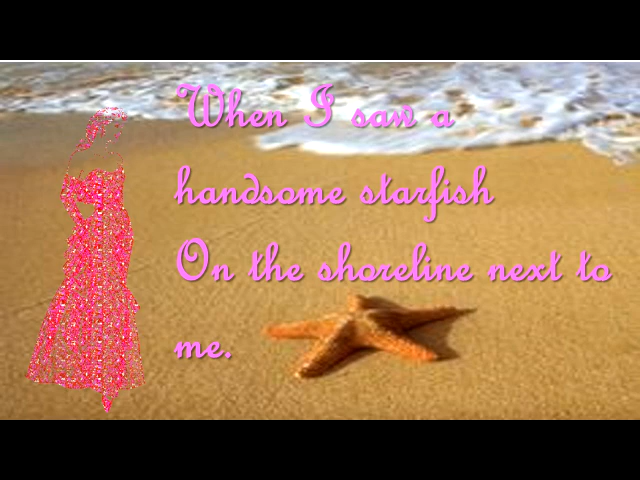 When I saw a
handsome starfish
On the shoreline next to
me.